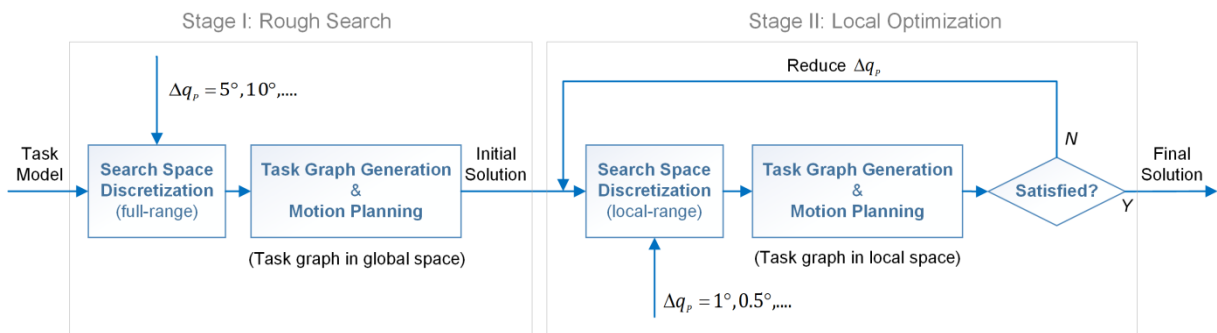 Stage I: Rough Search
Δq_P = 5°,10°,....
Task
Model
Search Space
Discretization
(full-range)
Task Graph Generation
&
Motion Planning
(Task graph in global space)
Initial
Solution
Stage II: Local Optimization
Reduce Δq_P
Search Space
Discretization
(local-range)
Δq_P = 1°,0.5°,....
Task Graph Generation
&
Motion Planning
(Task graph in local space)
Satisfied?
N
Y
Final
Solution